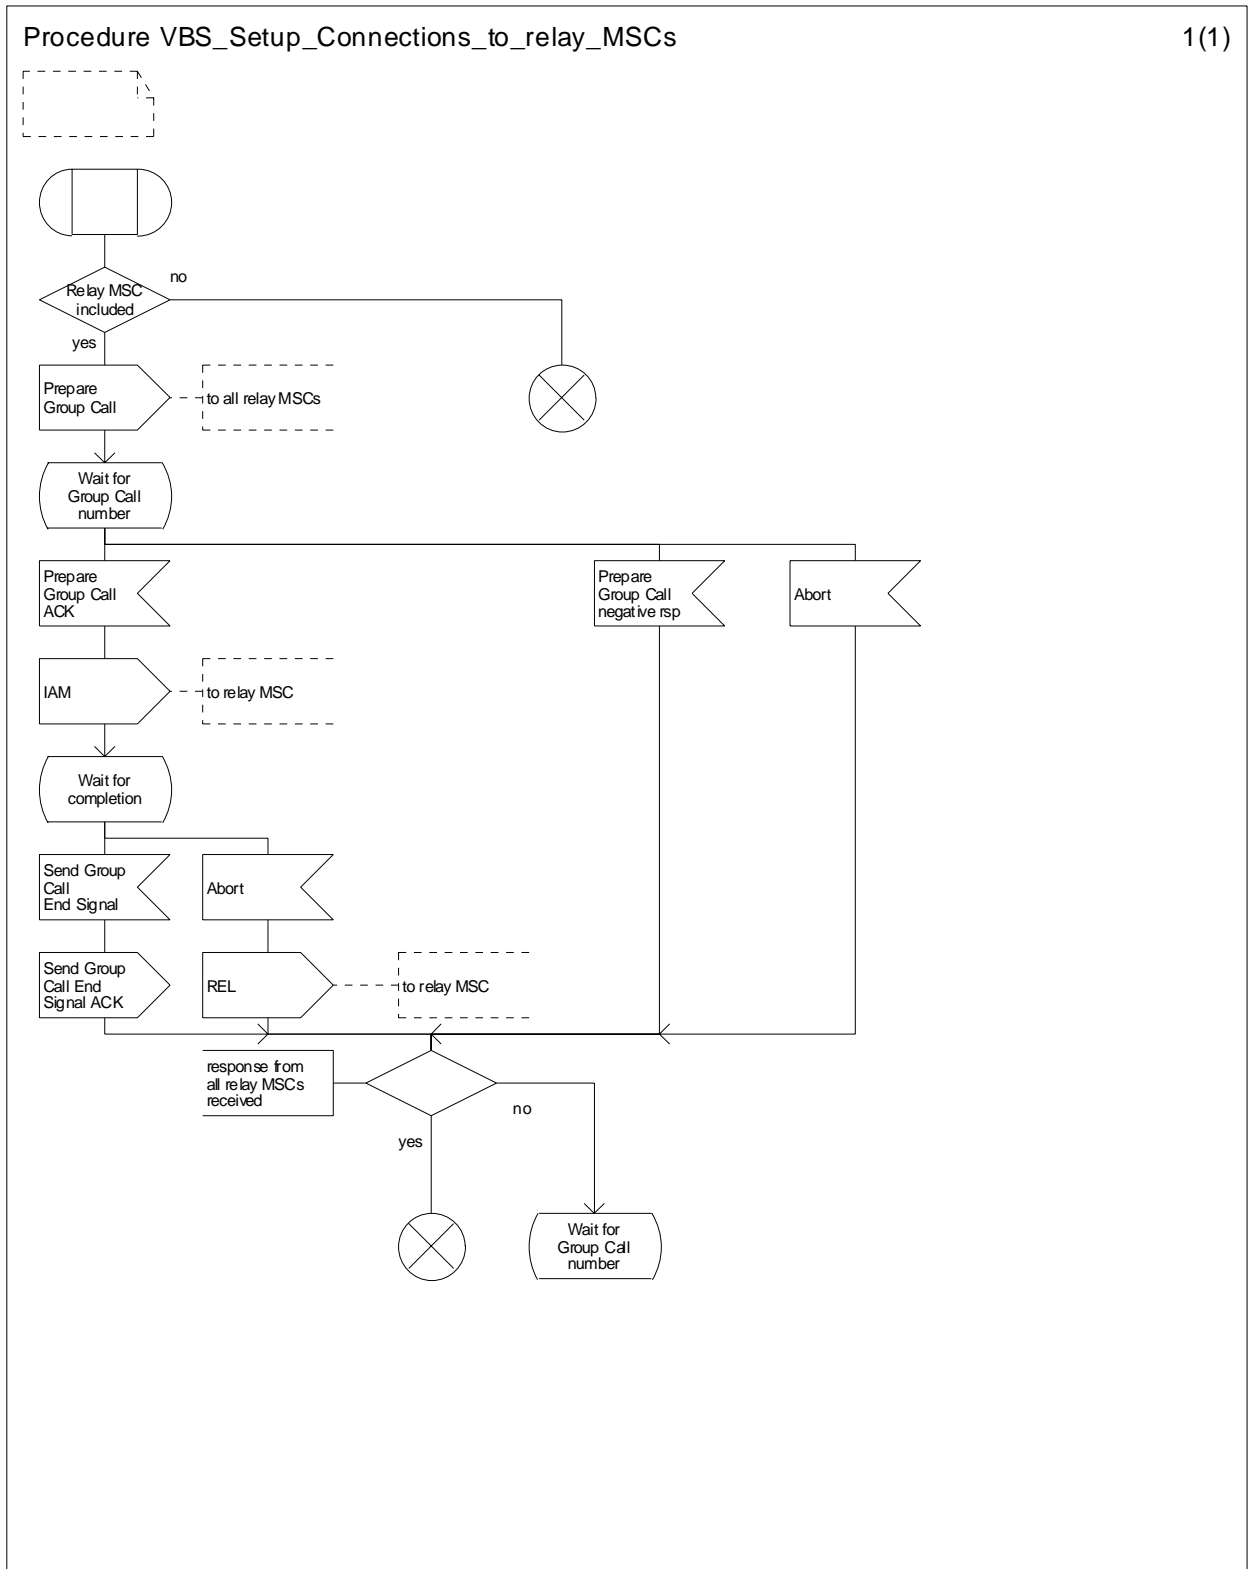 Procedure VBS_Setup_Connections_to_relay_MSCs
1(1)
no
Relay MSC
included
yes
Prepare
Group Call
to all relay MSCs
Wait for
Group Call
number
Prepare
Group Call
ACK
Prepare
Group Call
negative rsp
Abort
IAM
to relay MSC
Wait for
completion
Send Group
Call
End Signal
Abort
Send Group
Call End
Signal ACK
REL
to relay MSC
response from
all relay MSCs
received
no
yes
Wait for
Group Call
number